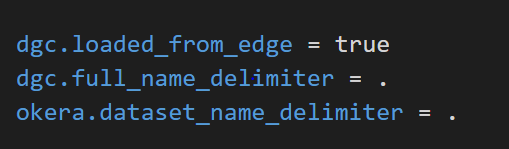 dgc.loaded_from_edge = true
dgc.full_name_delimiter = .
okera.dataset_name_delimiter = .